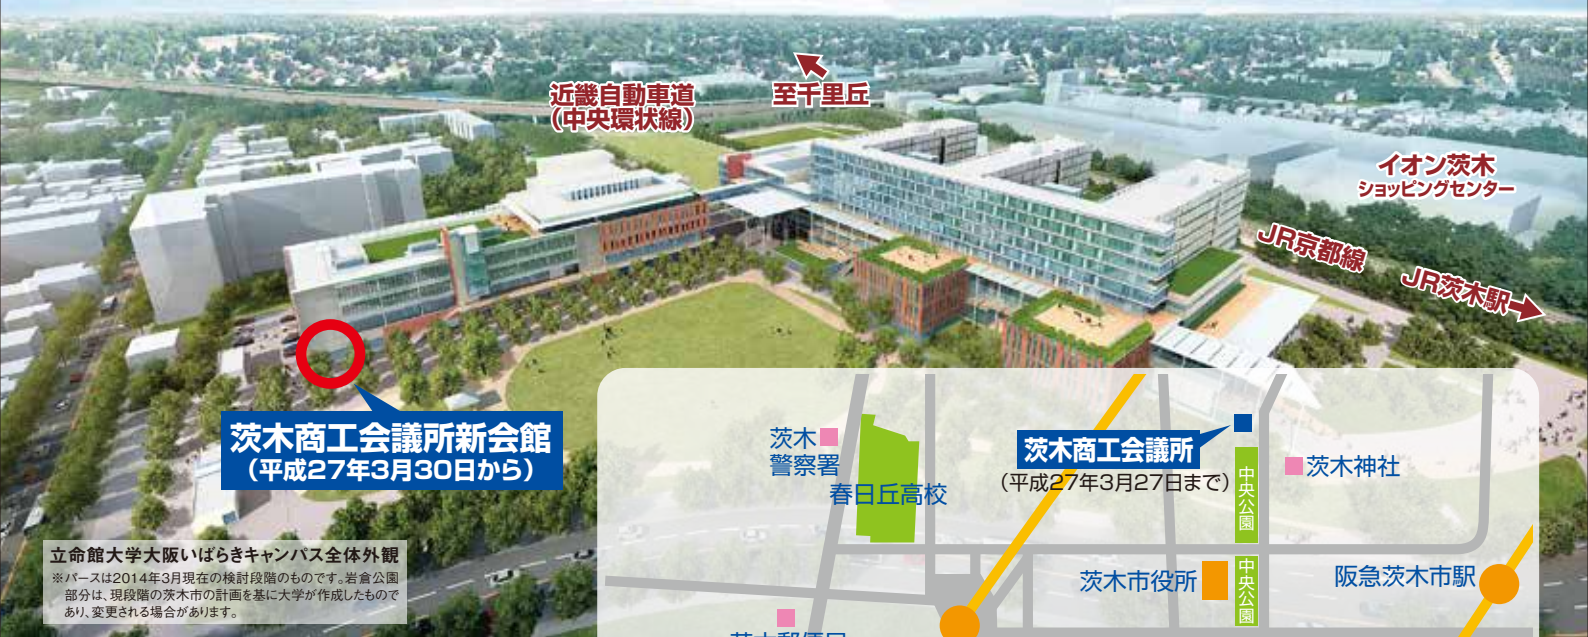 近畿自動車道
（中央環状線）
至千里丘
イオン茨木
ショッピングセンター
JR京都線
JR茨木駅
茨木商工会議所新会館
（平成27年3月30日から）
立命館大学大阪いばらきキャンパス全体外観
※パースは2014年3月現在の検討段階のものです。岩倉公園
部分は、現段階の茨木市の計画を基に大学が作成したもので
あり、変更される場合があります。
茨木
警察署
春日丘高校
茨木商工会議所
（平成27年3月27日まで）
中央公園
茨木神社
茨木市役所
中央公園
阪急茨木市駅
茨木郵便局